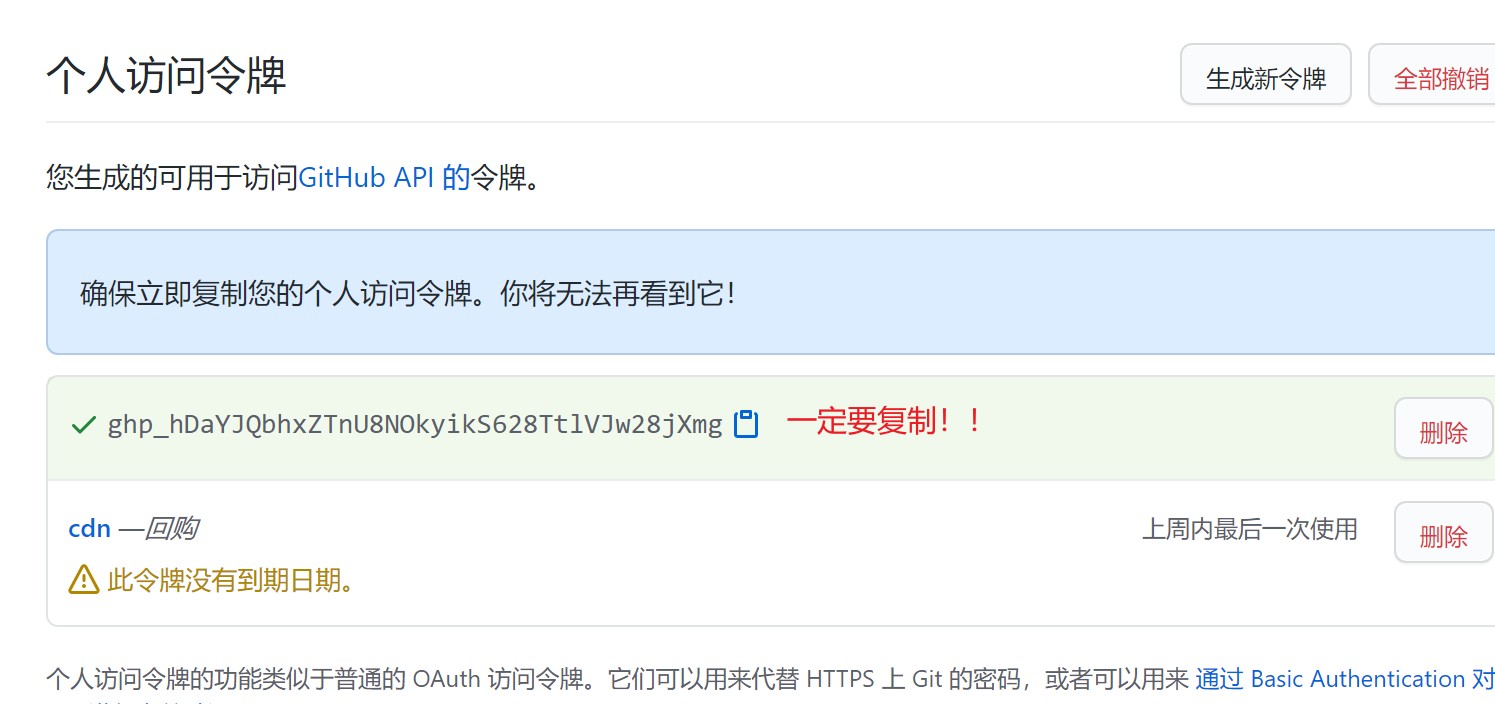 个人访问令牌
生成新令牌
全部撤销
您生成的可用于访问GitHub API 的令牌。
确保立即复制您的个人访问令牌。你将无法再看到它!
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
一定要复制！！
删除
cdn —回购
上周内最后一次使用
删除
此令牌没有到期日期。
个人访问令牌的功能类似于普通的 OAuth 访问令牌。它们可以用来代替 HTTPS 上 Git 的密码，或者可以用来 通过 Basic Authentication 对